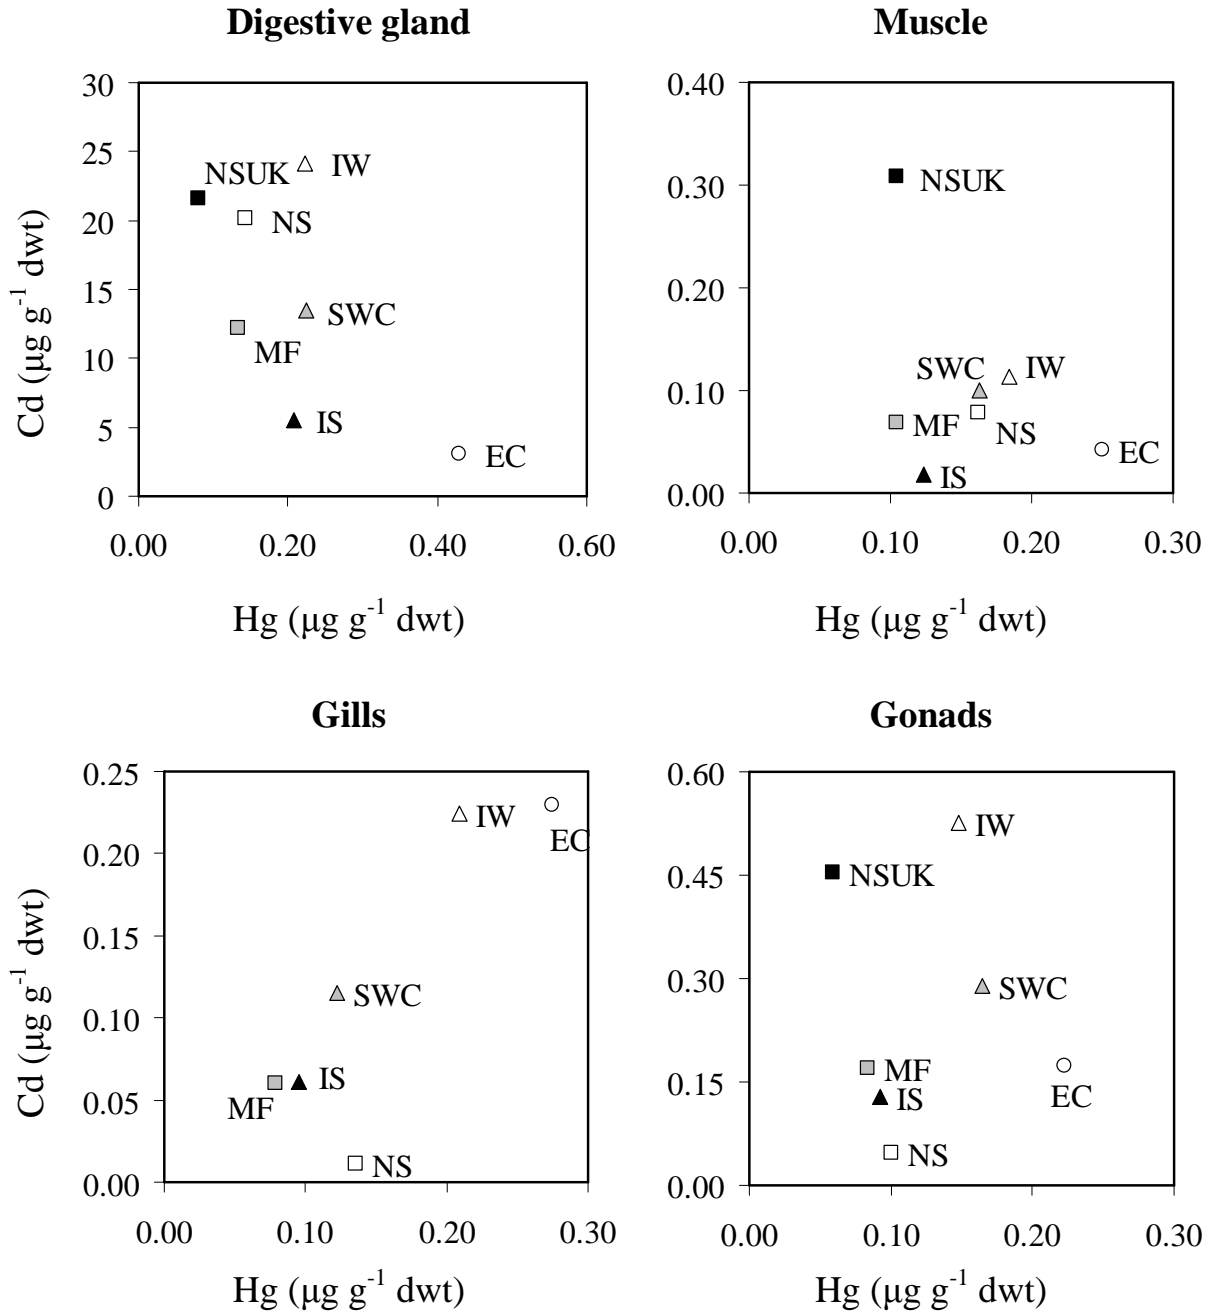 Digestive gland
Muscle
30
25
20
15
10
5
0
Cd (μg g-1 dwt)
NSUK
IW
NS
SWC
MF
IS
EC
0.00 0.20 0.40 0.60
Hg (μg g-1 dwt)
0.40
0.30
0.20
0.10
0.00
NSUK
SWC
IW
MF
NS
EC
IS
0.00 0.10 0.20 0.30
Hg (μg g-1 dwt)
Gills
Gonads
0.25
0.20
0.15
0.10
0.05
0.00
Cd (μg g-1 dwt)
IW
EC
SWC
IS
MF
NS
0.00 0.10 0.20 0.30
Hg (μg g-1 dwt)
0.60
0.45
0.30
0.15
0.00
IW
NSUK
SWC
MF
IS
EC
NS
0.00 0.10 0.20 0.30
Hg (μg g-1 dwt)